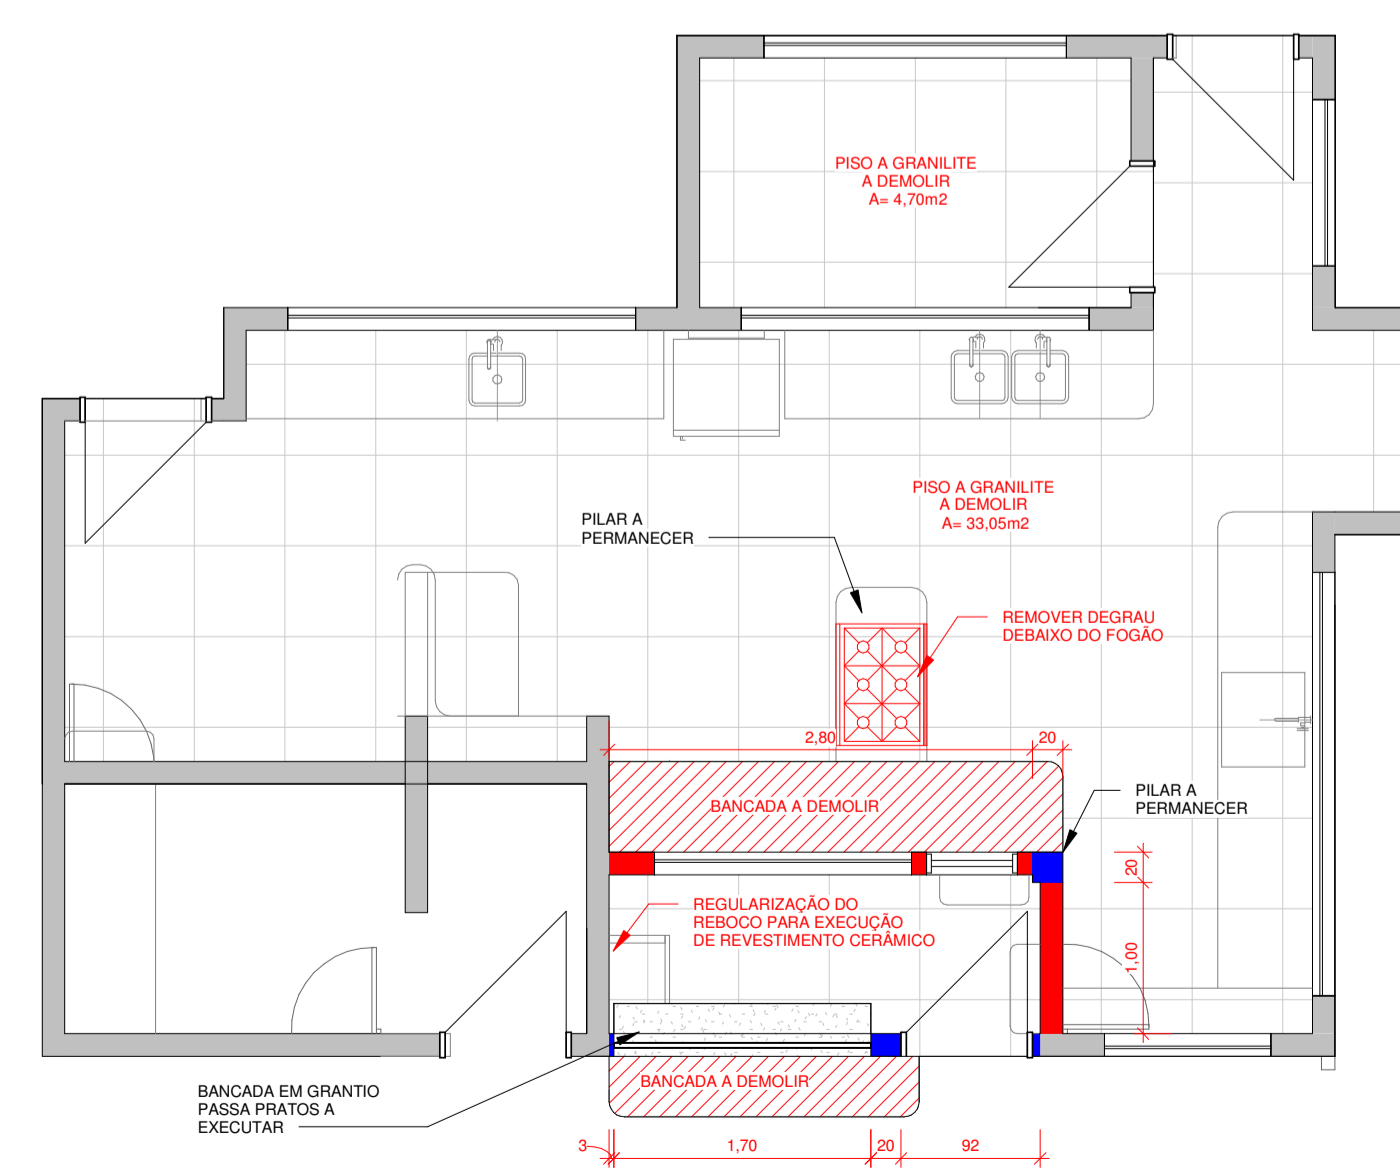 PISO A GRANILITE
A DEMOLIR
A= 4,70m2
PISO A GRANILITE
A DEMOLIR
A= 33,05m2
PILAR A
PERMANECER
REMOVER DEGRAU
DEBAIXO DO FOGÃO
2,80
20
BANCADA A DEMOLIR
PILAR A
PERMANECER
20
1,00
REGULARIZAÇÃO DO
REBOCO PARA EXECUÇÃO
DE REVESTIMENTO CERÂMICO
BANCADA A DEMOLIR
BANCADA EM GRANTIO
PASSA PRATOS A
EXECUTAR
3
1,70
20
92